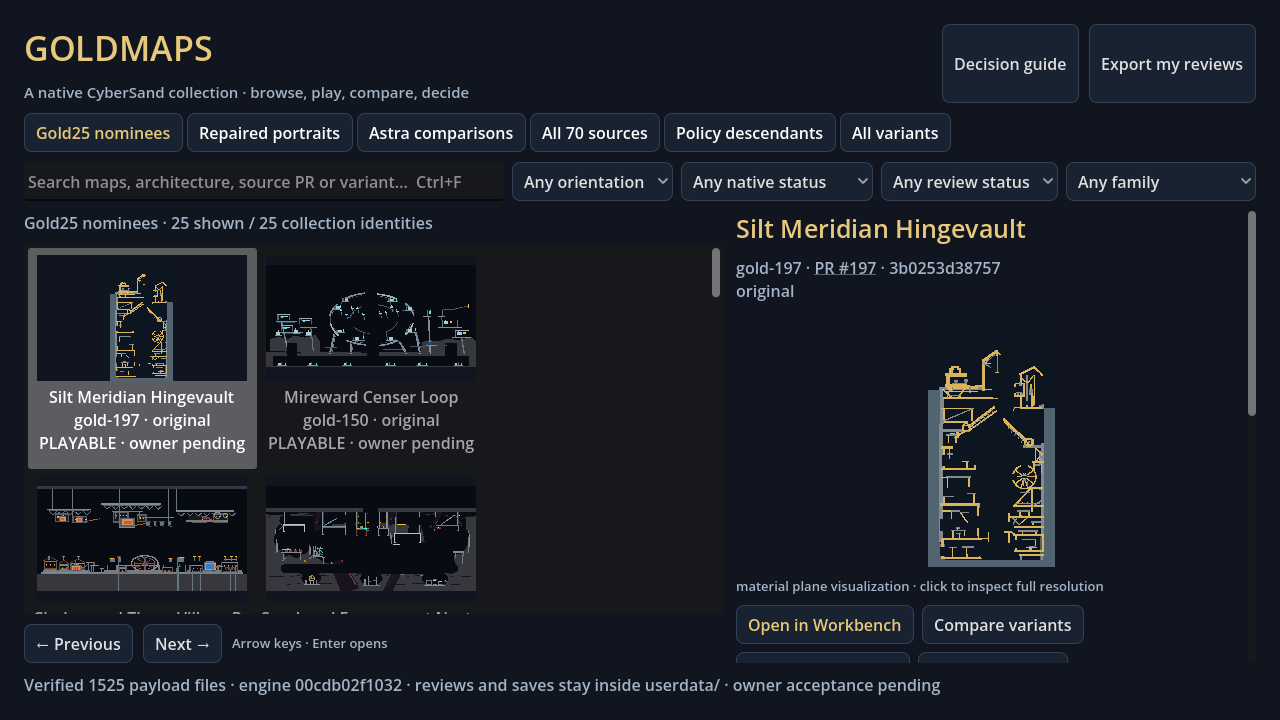 GOLDMAPS
A native CyberSand collection · browse, play, compare, decide
Decision guide
Export my reviews
Gold25 nominees
Repaired portraits
Astra comparisons
All 70 sources
Policy descendants
All variants
Search maps, architecture, source PR or variant... Ctrl+F
Any orientation
Any native status
Any review status
Any family
Gold25 nominees · 25 shown / 25 collection identities
Silt Meridian Hingevault
gold-197 · original
PLAYABLE · owner pending
Mireward Censer Loop
gold-150 · original
PLAYABLE · owner pending
Silt Meridian Hingevault
gold-197 · PR #197 · 3b0253d38757
original
material plane visualization · click to inspect full resolution
Open in Workbench
Compare variants
← Previous
Next →
Arrow keys · Enter opens
Verified 1525 payload files · engine 00cdb02f1032 · reviews and saves stay inside userdata/ · owner acceptance pending